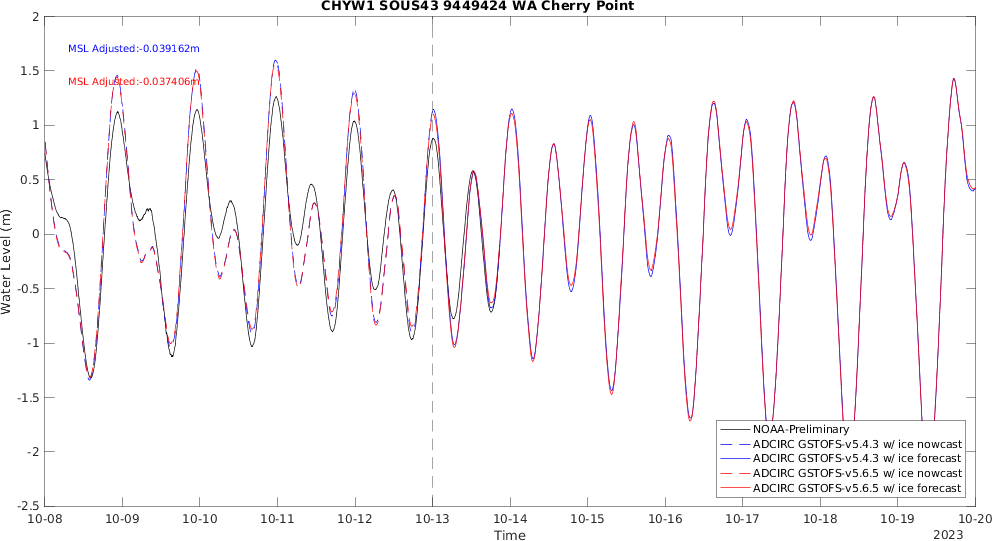 CHYW1 SOUS43 9449424 WA Cherry Point
2
MSL Adjusted:-0.039162m
1.5
MSL Adjusted:-0.037406m
1
0.5
0
Water Level (m)
-0.5
-1
-1.5
-2
-2.5
NOAA-Preliminary
ADCIRC GSTOFS-v5.4.3 w/ ice nowcast
ADCIRC GSTOFS-v5.4.3 w/ ice forecast
ADCIRC GSTOFS-v5.6.5 w/ ice nowcast
ADCIRC GSTOFS-v5.6.5 w/ ice forecast
10-08 10-09 10-10 10-11 10-12 10-13 10-14 10-15 10-16 10-17 10-18 10-19 10-20
Time
2023